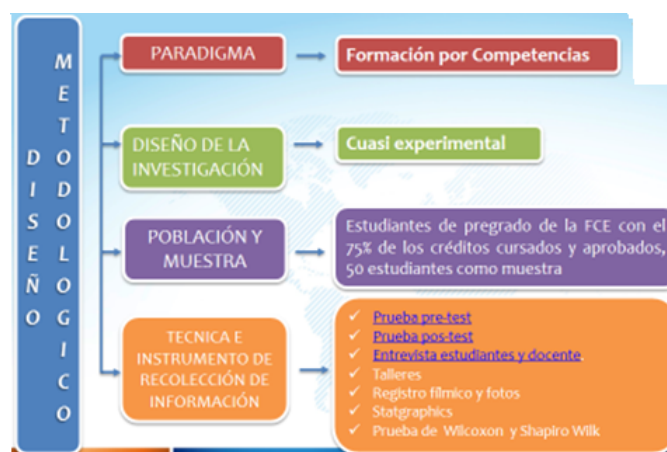 DISEÑO
METODOLOGICO
PARADIGMA
Formación por Competencias
DISEÑO DE LA
INVESTIGACIÓN
Cuasi experimental
POBLACIÓN Y
MUESTRA
Estudiantes de pregrado de la FCE con el
75% de los créditos cursados y aprobados,
50 estudiantes como muestra
TECNICA E
INSTRUMENTO DE
RECOLECCIÓN DE
INFORMACIÓN
✓ Prueba pre-test
✓ Prueba pos-test
✓ Entrevista estudiantes y docente.
✓ Talleres
✓ Registro fílmico y fotos
✓ Statgraphics
✓ Prueba de Wilcoxon y Shapiro Wilk